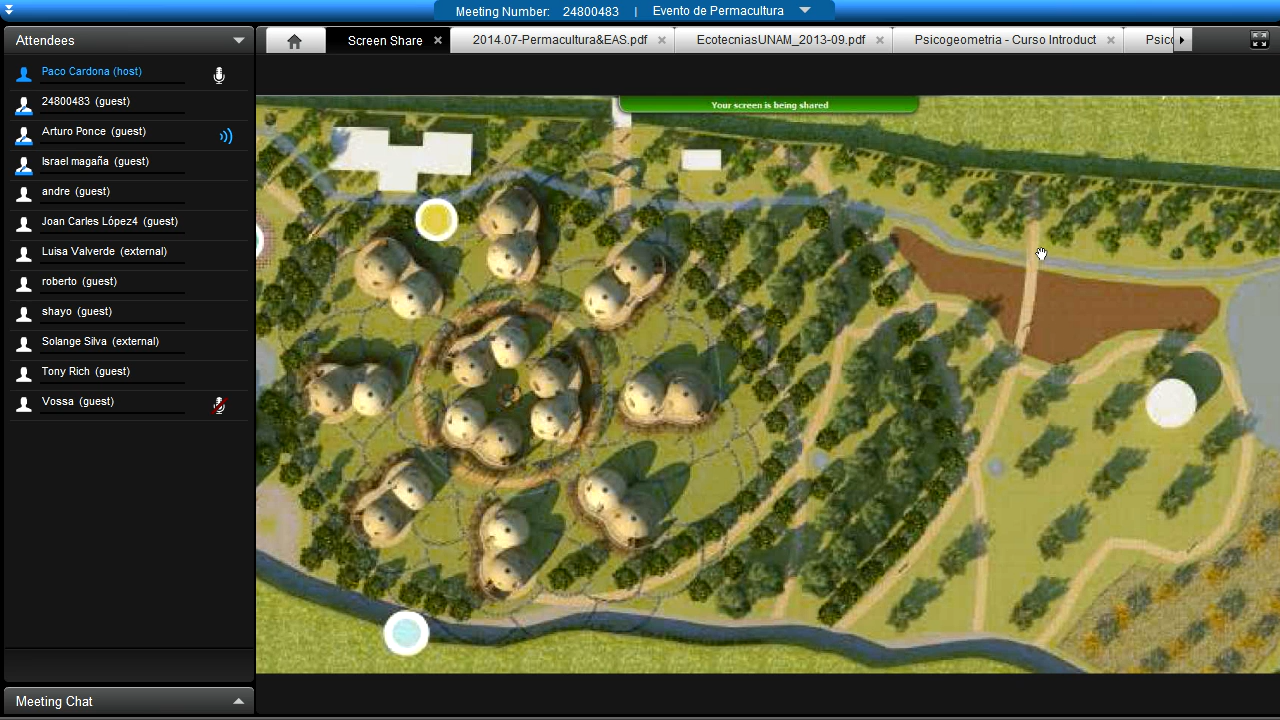 Meeting Number: 24800483 | Evento de Permacultura
Attendees
Screen Share
2014.07-Permacultura&EAS.pdf
EcotecniasUNAM_2013-09.pdf
Psicogeometria - Curso Introduct
Psico
Paco Cardona (host)
24800483 (guest)
Arturo Ponce (guest)
Israel magaña (guest)
andre (guest)
Joan Carles López4 (guest)
Luisa Valverde (external)
roberto (guest)
shayo (guest)
Solange Silva (external)
Tony Rich (guest)
Vossa (guest)
Your screen is being shared
Meeting Chat